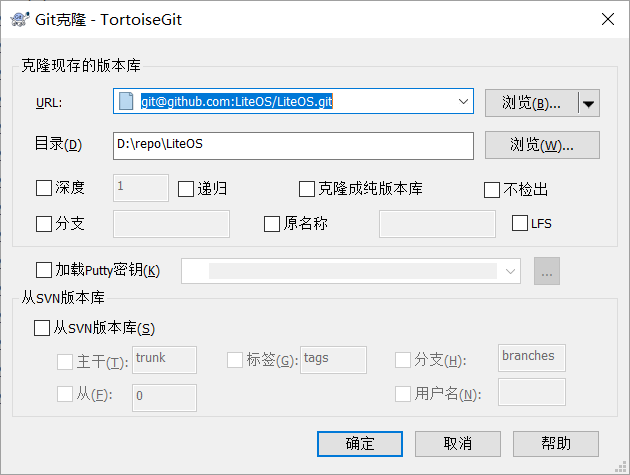 Git克隆 - TortoiseGit
克隆现存的版本库
URL: git@github.com:LiteOS/LiteOS.git 浏览(B)...
目录(D) D:\repo\LiteOS 浏览(W)...
深度 1 递归 克隆成纯版本库 不检出
分支 原名称 LFS
加载Putty密钥(K) ...
从SVN版本库
从SVN版本库(S)
主干(T): trunk 标签(G): tags 分支(H): branches
从(F): 0 用户名(N):
确定 取消 帮助